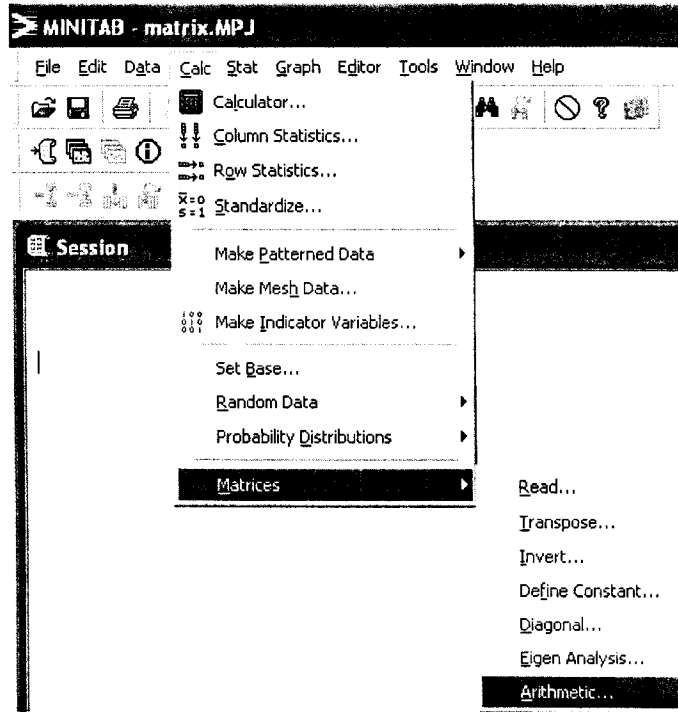 MINITAB - matrix.MPJ
File Edit Data Calc Stat Graph Editor Tools Window Help
Calculator...
Column Statistics...
Row Statistics...
Standardize...
Session
Make Patterned Data
Make Mesh Data...
Make Indicator Variables...
Set Base...
Random Data
Probability Distributions
Matrices
Read...
Transpose...
Invert...
Define Constant...
Diagonal...
Eigen Analysis...
Arithmetic...